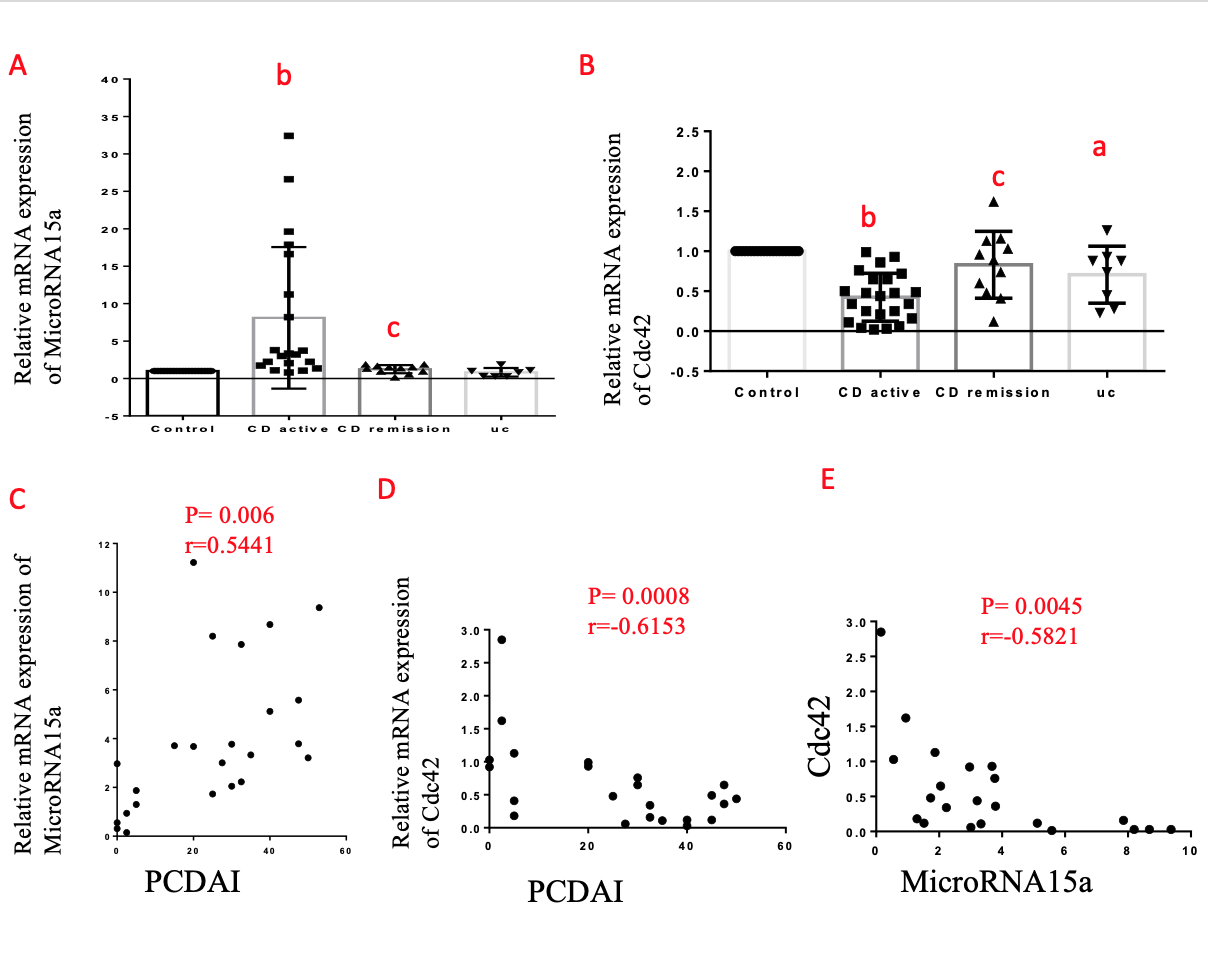 A
b
c
Relative mRNA expression
of MicroRNA15a
40
35
30
25
20
15
10
5
0
-5
Control
CD active
CD remission
uc
B
b
c
a
Relative mRNA expression
of Cdc42
2.5
2.0
1.5
1.0
0.5
0.0
-0.5
Control
CD active
CD remission
uc
C
P= 0.006
r=0.5441
Relative mRNA expression of
MicroRNA15a
12
10
8
6
4
2
0
0 20 40 60
PCDAI
D
P= 0.0008
r=-0.6153
Relative mRNA expression
of Cdc42
3.0
2.5
2.0
1.5
1.0
0.5
0.0
0 20 40 60
PCDAI
E
P= 0.0045
r=-0.5821
Cdc42
3.0
2.5
2.0
1.5
1.0
0.5
0.0
0 2 4 6 8 10
MicroRNA15a